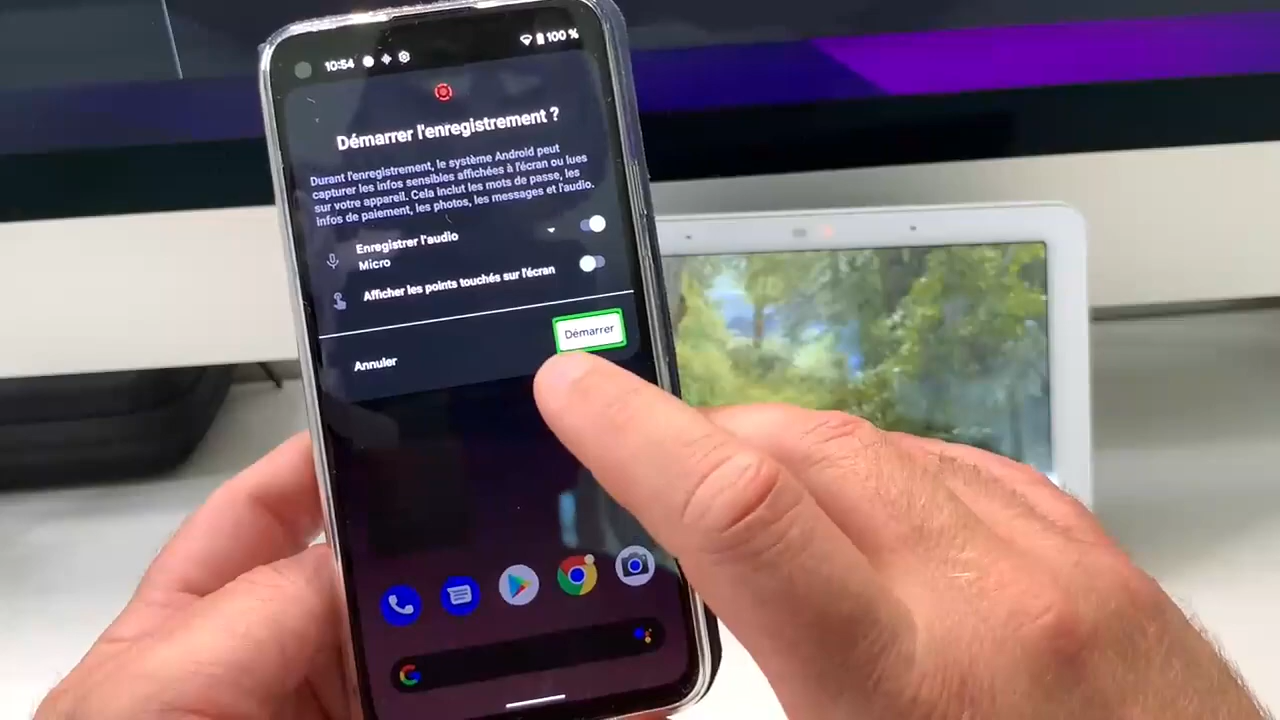 10:54
100 %
Démarrer l'enregistrement ?
Durant l'enregistrement, le système Android peut
capturer les infos sensibles affichées à l'écran ou lues
sur votre appareil. Cela inclut les mots de passe, les
infos de paiement, les photos, les messages et l'audio.
Enregistrer l'audio
Micro
Afficher les points touchés sur l'écran
Annuler
Démarrer